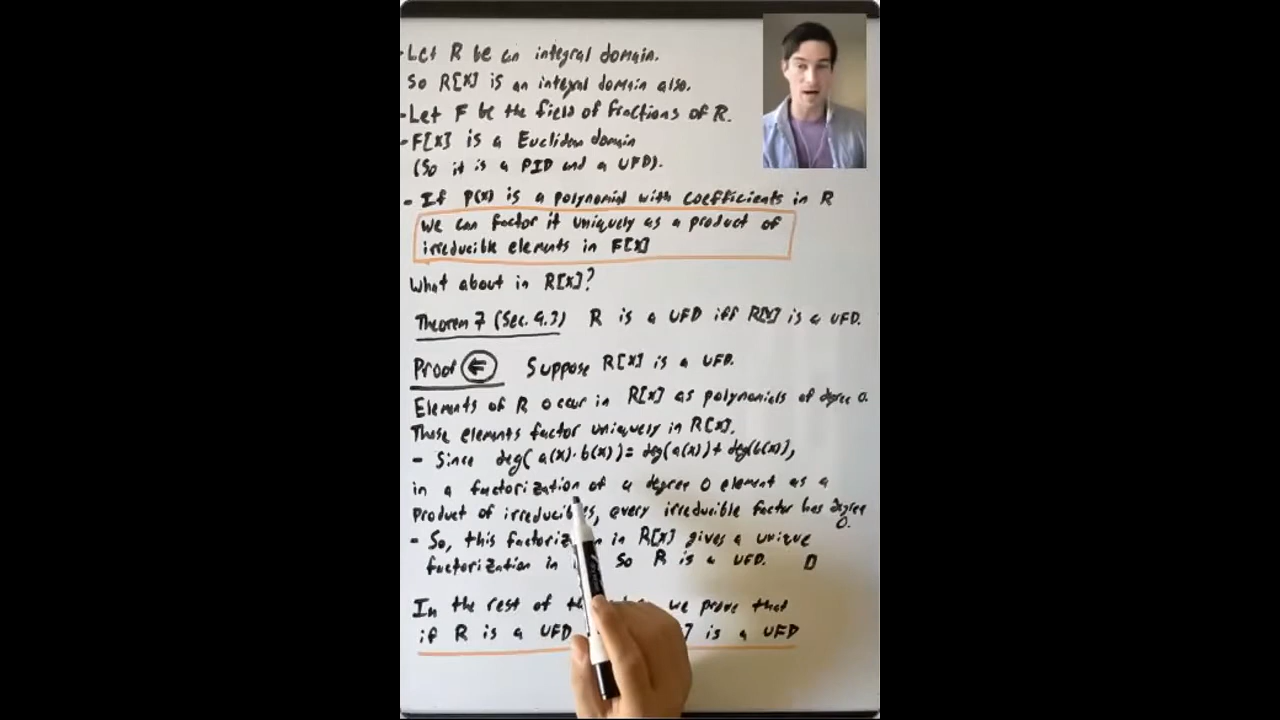 - Let R be an integral domain.
So R[x] is an integral domain also.
- Let F be the field of fractions of R.
- F[x] is a Euclidean domain
(So it is a PID and a UFD).
- If p(x) is a polynomial with coefficients in R
we can factor it uniquely as a product of
irreducible elements in F[x]
What about in R[x]?
Theorem 7 (Sec. 9.3) R is a UFD iff R[x] is a UFD.
Proof ⇐ Suppose R[x] is a UFD.
Elements of R occur in R[x] as polynomials of degree 0.
These elements factor uniquely in R[x].
- Since deg(a(x)·b(x)) = deg(a(x)) + deg(b(x)),
in a factorization of a degree 0 element as a
product of irreducibles, every irreducible factor has degree
0.
- So, this factoriz n in R[x] gives a unique
factorization in So R is a UFD. □
In the rest of th we prove that
if R is a UFD ] is a UFD